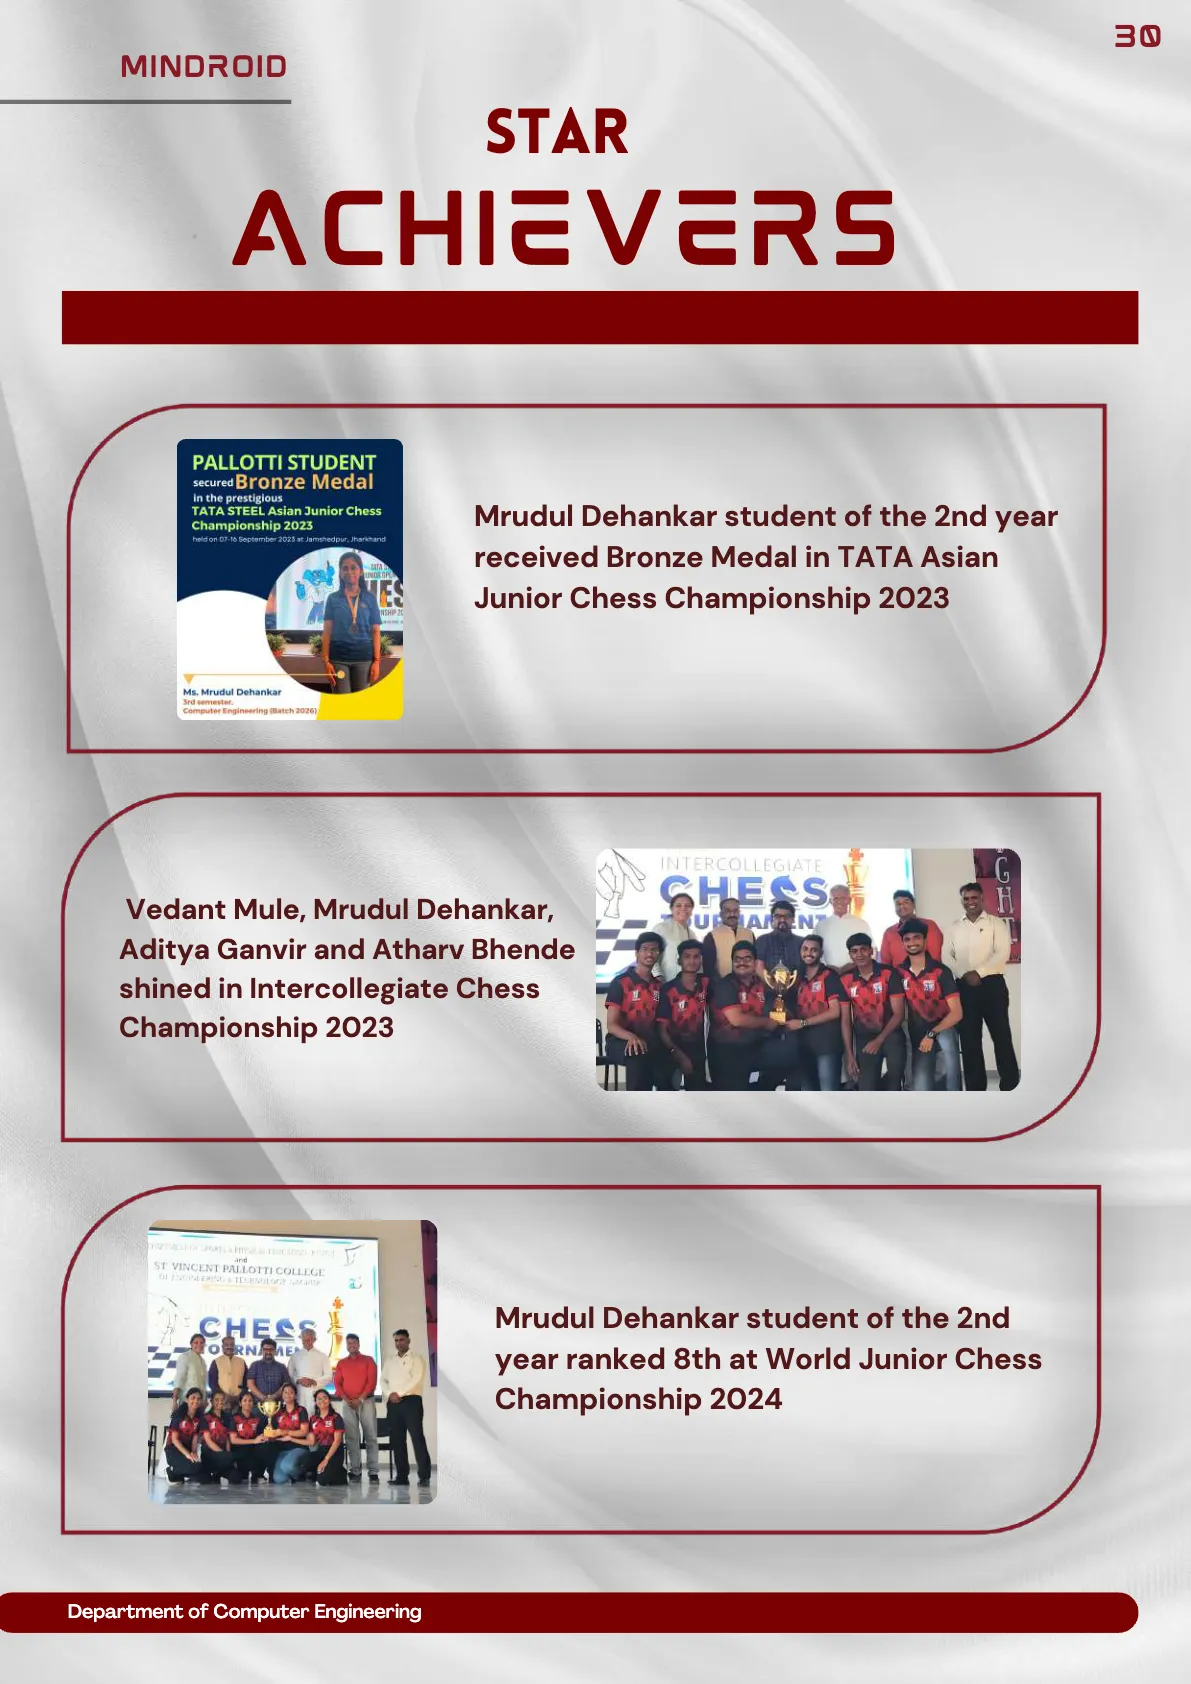 30
MINDROID
STAR
ACHIEVERS
PALLOTTI STUDENT
secured Bronze Medal
in the prestigious
TATA STEEL Asian Junior Chess
Championship 2023
held on 07-16 September 2023 at Jamshedpur, Jharkhand
Ms. Mrudul Dehankar
3rd semester.
Computer Engineering (Batch 2026)
Mrudul Dehankar student of the 2nd year
received Bronze Medal in TATA Asian
Junior Chess Championship 2023
Vedant Mule, Mrudul Dehankar,
Aditya Ganvir and Atharv Bhende
shined in Intercollegiate Chess
Championship 2023
INTERCOLLEGIATE
CHESS
TOURNAMENT
and
ST VINCENT PALLOTTI COLLEGE
OF ENGINEERING & TECHNOLOGY
CHESS
TOURNAMENT
Mrudul Dehankar student of the 2nd
year ranked 8th at World Junior Chess
Championship 2024
Department of Computer Engineering